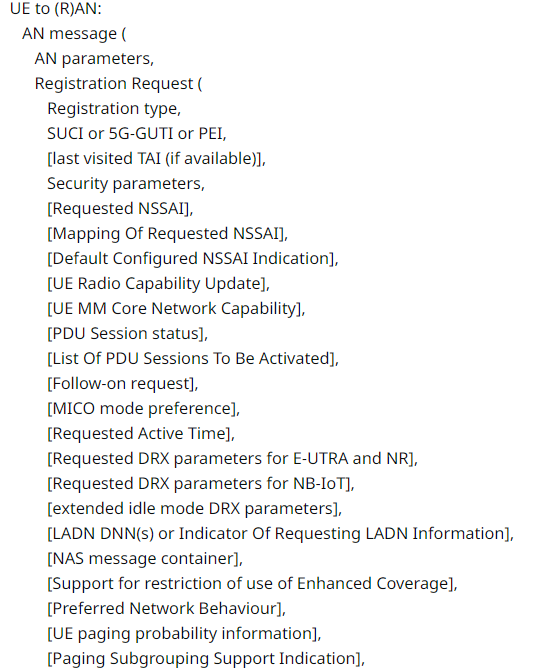 UE to (R)AN:
AN message (
AN parameters,
Registration Request (
Registration type,
SUCI or 5G-GUTI or PEI,
[last visited TAI (if available)],
Security parameters,
[Requested NSSAI],
[Mapping Of Requested NSSAI],
[Default Configured NSSAI Indication],
[UE Radio Capability Update],
[UE MM Core Network Capability],
[PDU Session status],
[List Of PDU Sessions To Be Activated],
[Follow-on request],
[MICO mode preference],
[Requested Active Time],
[Requested DRX parameters for E-UTRA and NR],
[Requested DRX parameters for NB-IoT],
[extended idle mode DRX parameters],
[LADN DNN(s) or Indicator Of Requesting LADN Information],
[NAS message container],
[Support for restriction of use of Enhanced Coverage],
[Preferred Network Behaviour],
[UE paging probability information],
[Paging Subgrouping Support Indication],